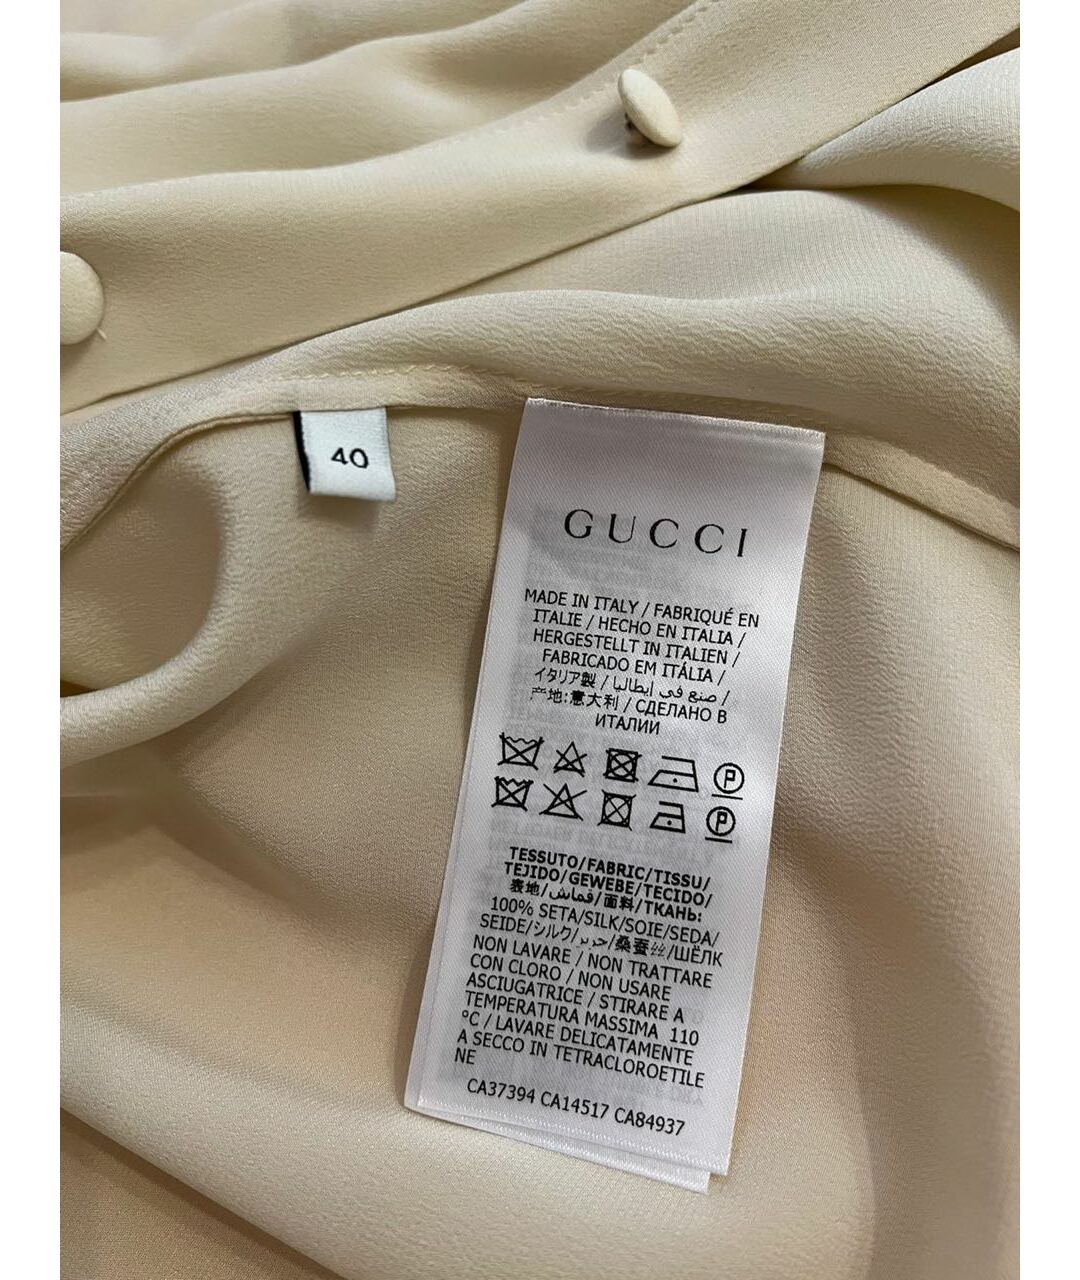 40
GUCCI
MADE IN ITALY / FABRIQUÉ EN
ITALIE / HECHO EN ITALIA /
HERGESTELLT IN ITALIEN /
FABRICADO EM ITÁLIA /
イタリア製 / صنع في إيطاليا /
产地:意大利 / СДЕЛАНО В
ИТАЛИИ
P
P
TESSUTO/FABRIC/TISSU/
TEJIDO/GEWEBE/TECIDO/
表地/قماش/面料/ТКАНЬ:
100% SETA/SILK/SOIE/SEDA/
SEIDE/シルク/حرير/桑蚕丝/ШЁЛК
NON LAVARE / NON TRATTARE
CON CLORO / NON USARE
ASCIUGATRICE / STIRARE A
TEMPERATURA MASSIMA 110
°C / LAVARE DELICATAMENTE
A SECCO IN TETRACLOROETILE
NE
CA37394 CA14517 CA84937